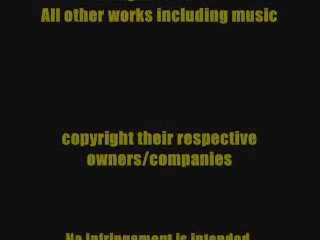 All other works including music
copyright their respective
owners/companies
No infringement is intended